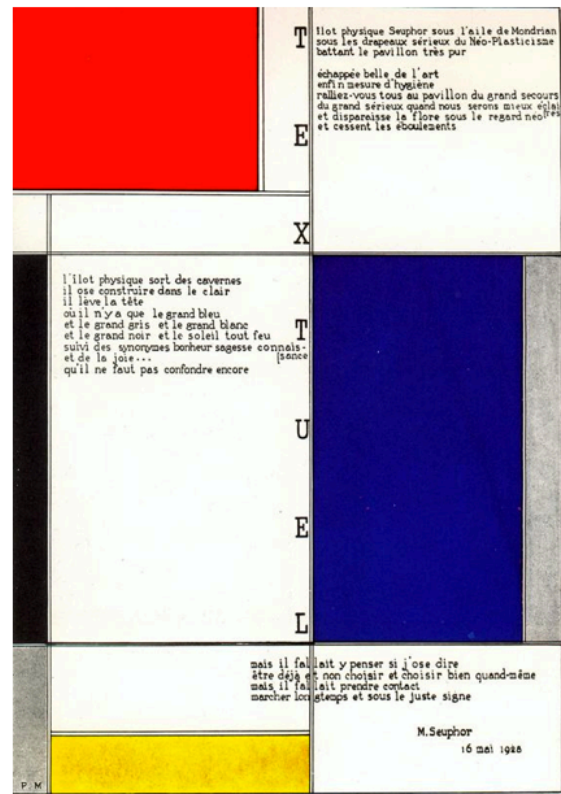 T
E
X
T
U
E
L
Ilot physique Seuphor sous l'aile de Mondrian
sous les drapeaux sérieux du Néo-Plasticisme
battant le pavillon très pur
échappée belle de l'art
enfin mesure d'hygiène
ralliez-vous tous au pavillon du grand secours
du grand sérieux quand nous serons mieux éclai
et disparaisse la flore sous le regard néo (res
et cessent les éboulements
l'îlot physique sort des cavernes
il ose construire dans le clair
il lève la tête
où il n'y a que le grand bleu
et le grand gris et le grand blanc
et le grand noir et le soleil tout feu
suivi des synonymes bonheur sagesse connais-
et de la joie... [sance
qu'il ne faut pas confondre encore
mais il fallait y penser si j'ose dire
être déjà et non choisir et choisir bien quand-même
mais il fallait prendre contact
marcher longtemps et sous le juste signe
M.Seuphor
16 mai 1928
P.M